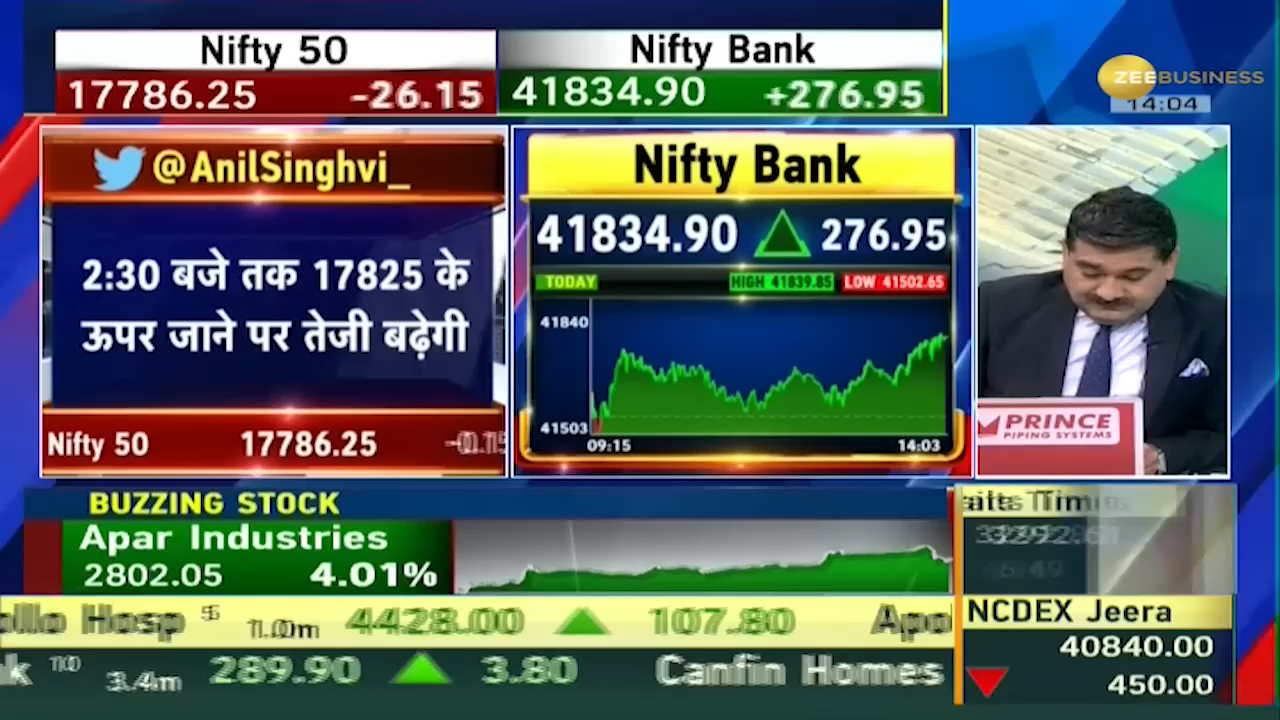 Nifty 50
17786.25 -26.15
Nifty Bank
41834.90 +276.95
ZEEBUSINESS
14:04
@AnilSinghvi_
2:30 बजे तक 17825 के
ऊपर जाने पर तेजी बढ़ेगी
Nifty 50 17786.25
Nifty Bank
41834.90 276.95
TODAY HIGH 41839.85 LOW 41502.65
41840
41503
09:15 14:03
PRINCE
PIPING SYSTEMS
BUZZING STOCK
Apar Industries
2802.05 4.01%
Hosp 4428.00 107.80 Apo
3.4m 289.90 3.80 Canfin Homes
NCDEX Jeera
40840.00
450.00